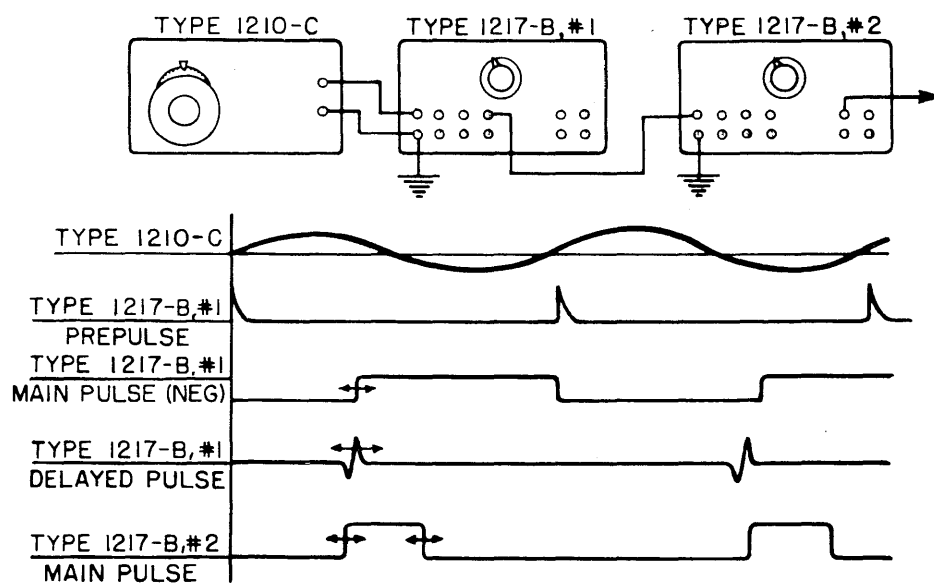 TYPE 1210-C
TYPE 1217-B, #1
TYPE 1217-B, #2
TYPE 1210-C
TYPE 1217-B, #1
PREPULSE
TYPE 1217-B, #1
MAIN PULSE (NEG)
TYPE 1217-B, #1
DELAYED PULSE
TYPE 1217-B, #2
MAIN PULSE